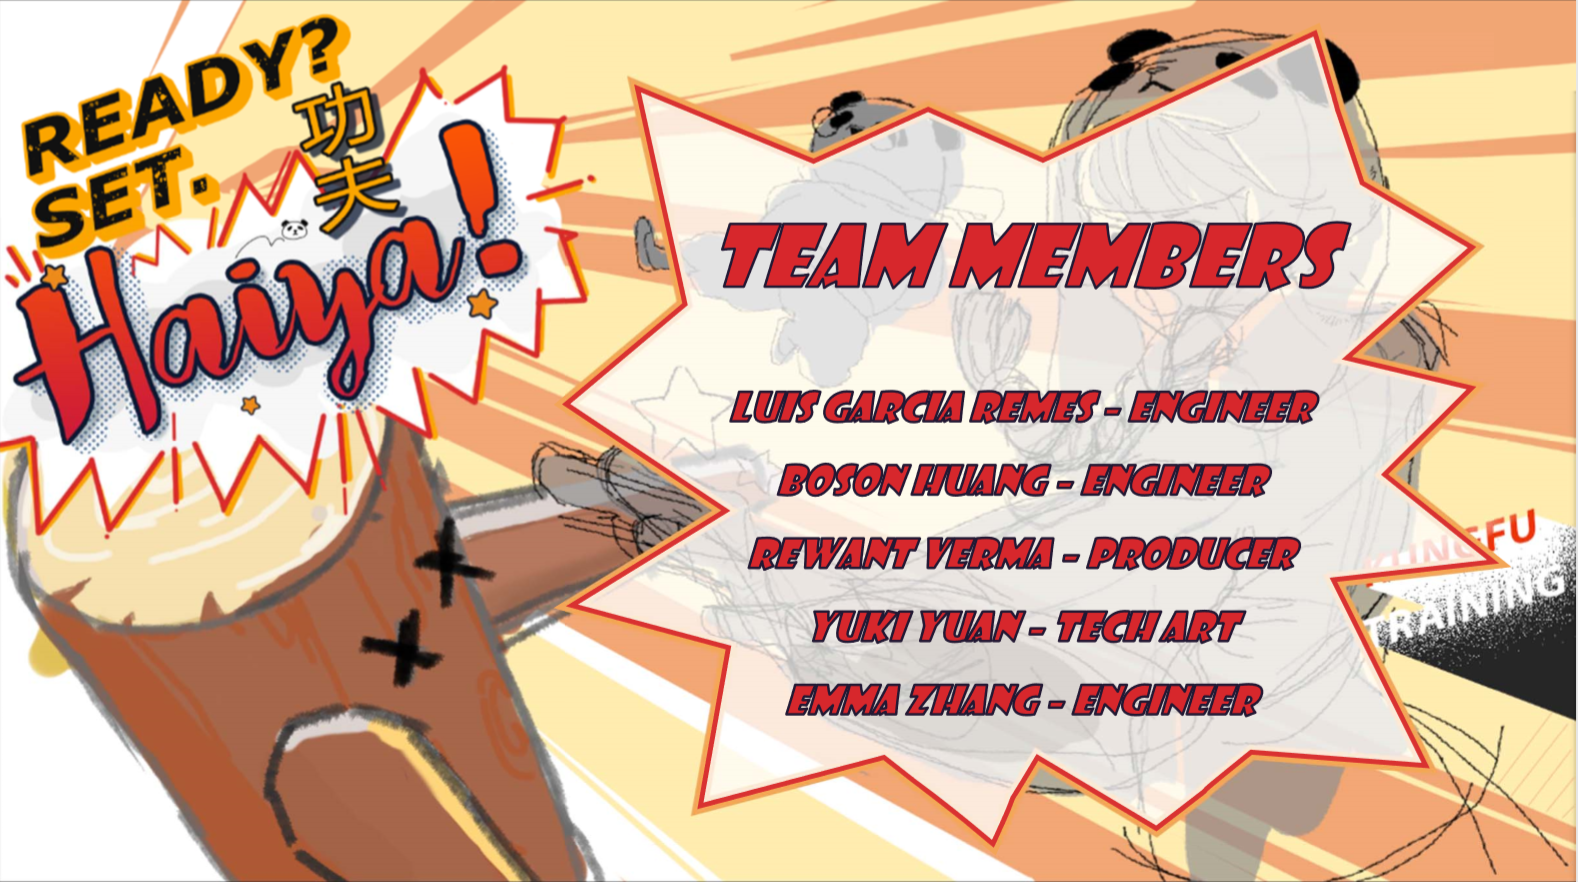 READY?
SET.
功夫
Haiya!
TEAM MEMBERS
LUIS GARCIA REMES - ENGINEER
BOSON HUANG - ENGINEER
REWANT VERMA - PRODUCER
YUKI YUAN - TECH ART
EMMA ZHANG - ENGINEER
KUNGFU
TRAINING